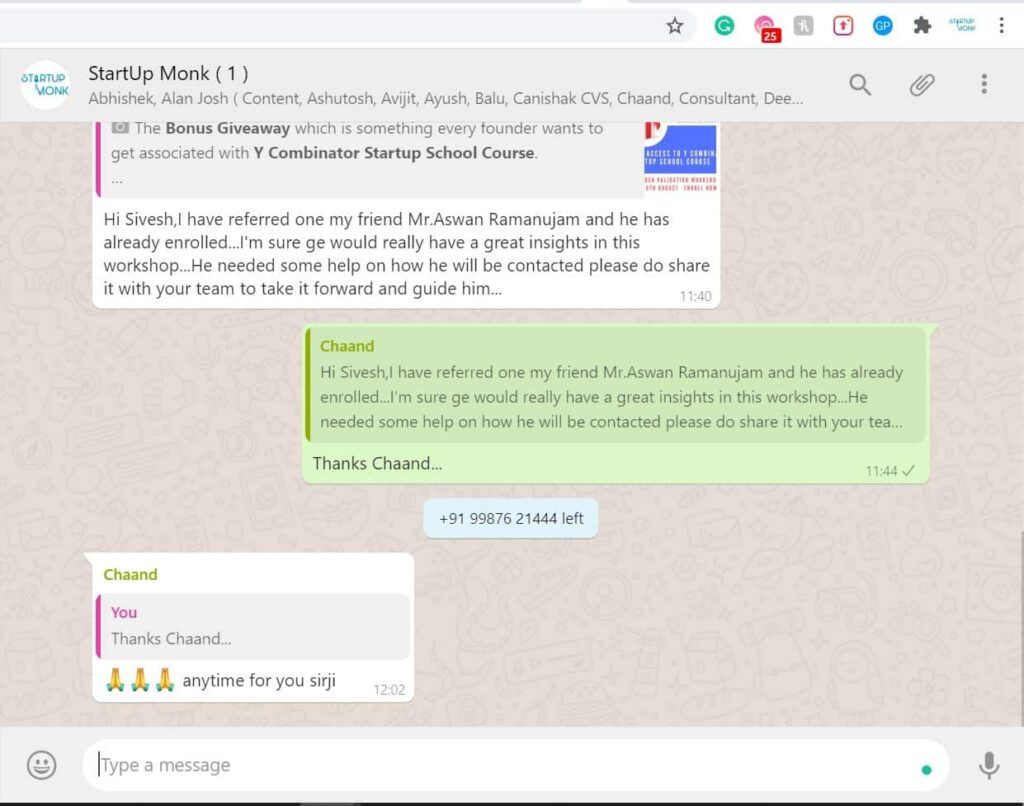 25
GP
STARTUP
MONK
STARTUP
MONK
StartUp Monk ( 1 )
Abhishek, Alan Josh ( Content, Ashutosh, Avijit, Ayush, Balu, Canishak CVS, Chaand, Consultant, Dee...
The Bonus Giveaway which is something every founder wants to
get associated with Y Combinator Startup School Course.
...
ACCESS TO Y COMBIN
TUP SCHOOL COURSE
DEA VALIDATION WORKSHO
ENROLL NOW
Hi Sivesh,I have referred one my friend Mr.Aswan Ramanujam and he has
already enrolled...I'm sure ge would really have a great insights in this
workshop...He needed some help on how he will be contacted please do share
it with your team to take it forward and guide him...
11:40
Chaand
Hi Sivesh,I have referred one my friend Mr.Aswan Ramanujam and he has already
enrolled...I'm sure ge would really have a great insights in this workshop...He
needed some help on how he will be contacted please do share it with your tea...
Thanks Chaand...
11:44
+91 99876 21444 left
Chaand
You
Thanks Chaand...
🙏🙏🙏 anytime for you sirji
12:02
Type a message